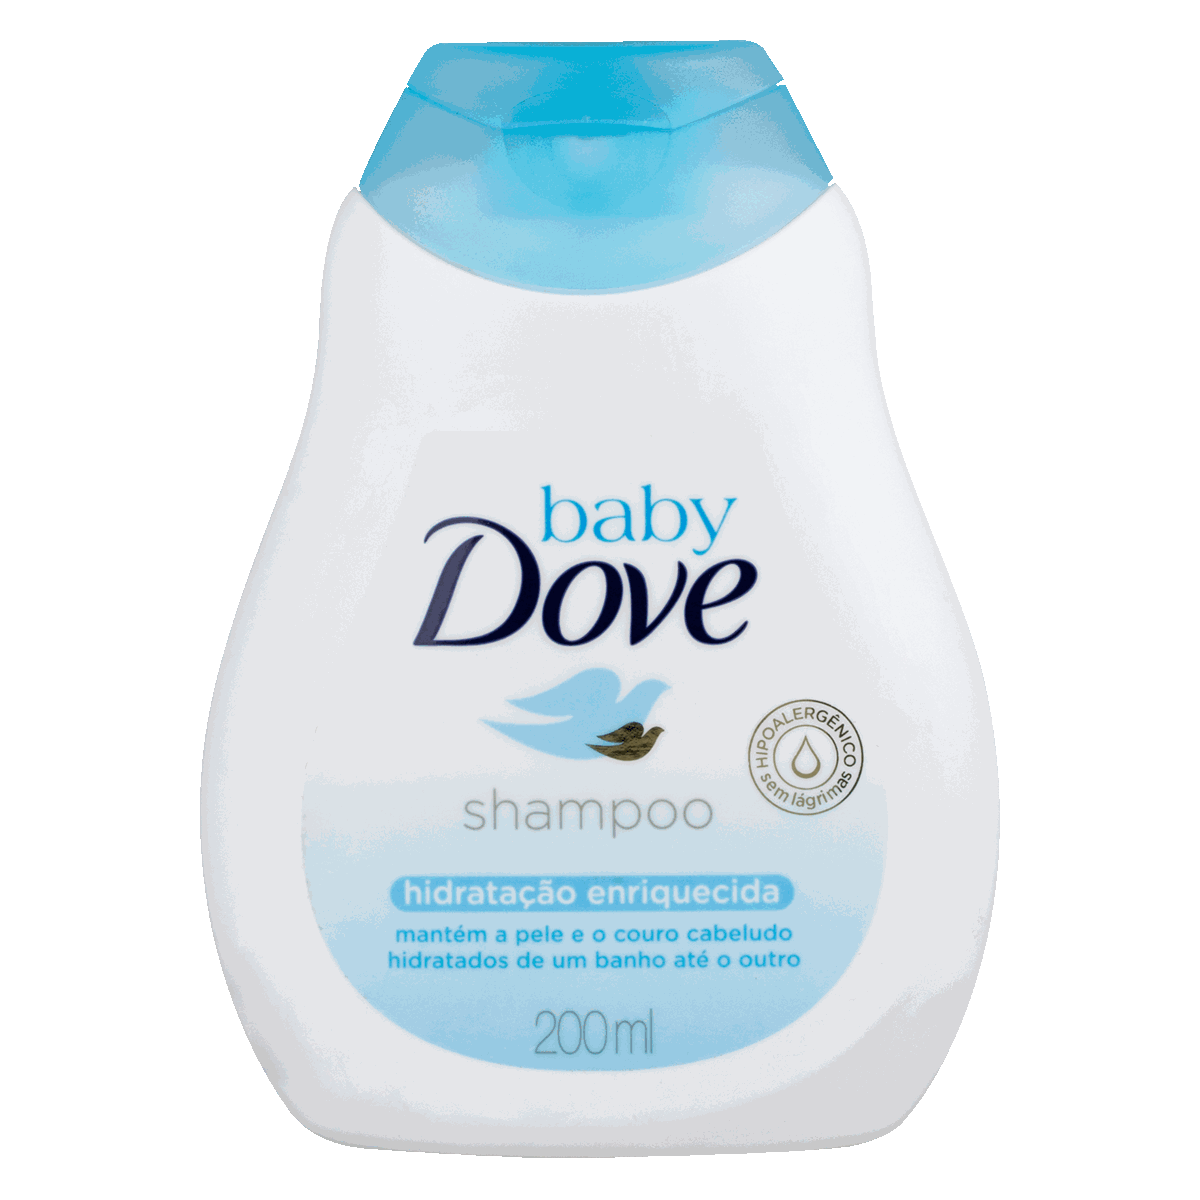 baby
Dove
HIPOALERGÊNICO
sem lágrimas
shampoo
hidratação enriquecida
mantém a pele e o couro cabeludo
hidratados de um banho até o outro
200ml